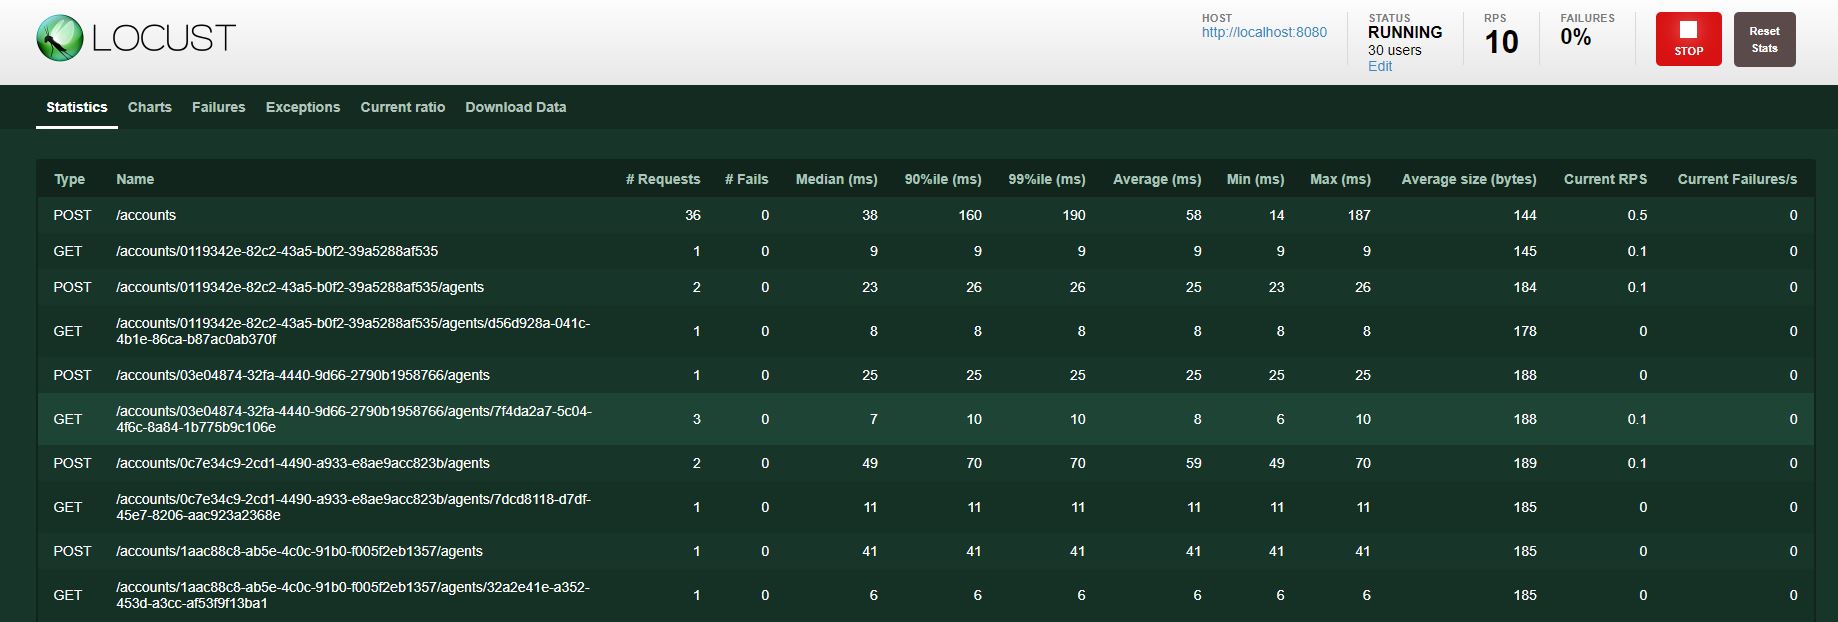 LOCUST
HOST
http://localhost:8080
STATUS
RUNNING
30 users
Edit
RPS
10
FAILURES
0%
STOP
Reset
Stats
Statistics Charts Failures Exceptions Current ratio Download Data
Type Name # Requests # Fails Median (ms) 90%ile (ms) 99%ile (ms) Average (ms) Min (ms) Max (ms) Average size (bytes) Current RPS Current Failures/s
POST /accounts 36 0 38 160 190 58 14 187 144 0.5 0
GET /accounts/0119342e-82c2-43a5-b0f2-39a5288af535 1 0 9 9 9 9 9 9 145 0.1 0
POST /accounts/0119342e-82c2-43a5-b0f2-39a5288af535/agents 2 0 23 26 26 25 23 26 184 0.1 0
GET /accounts/0119342e-82c2-43a5-b0f2-39a5288af535/agents/d56d928a-041c-
4b1e-86ca-b87ac0ab370f 1 0 8 8 8 8 8 8 178 0 0
POST /accounts/03e04874-32fa-4440-9d66-2790b1958766/agents 1 0 25 25 25 25 25 25 188 0 0
GET /accounts/03e04874-32fa-4440-9d66-2790b1958766/agents/7f4da2a7-5c04-
4f6c-8a84-1b775b9c106e 3 0 7 10 10 8 6 10 188 0.1 0
POST /accounts/0c7e34c9-2cd1-4490-a933-e8ae9acc823b/agents 2 0 49 70 70 59 49 70 189 0.1 0
GET /accounts/0c7e34c9-2cd1-4490-a933-e8ae9acc823b/agents/7dcd8118-d7df-
45e7-8206-aac923a2368e 1 0 11 11 11 11 11 11 185 0 0
POST /accounts/1aac88c8-ab5e-4c0c-91b0-f005f2eb1357/agents 1 0 41 41 41 41 41 41 185 0 0
GET /accounts/1aac88c8-ab5e-4c0c-91b0-f005f2eb1357/agents/32a2e41e-a352-
453d-a3cc-af53f9f13ba1 1 0 6 6 6 6 6 6 185 0 0